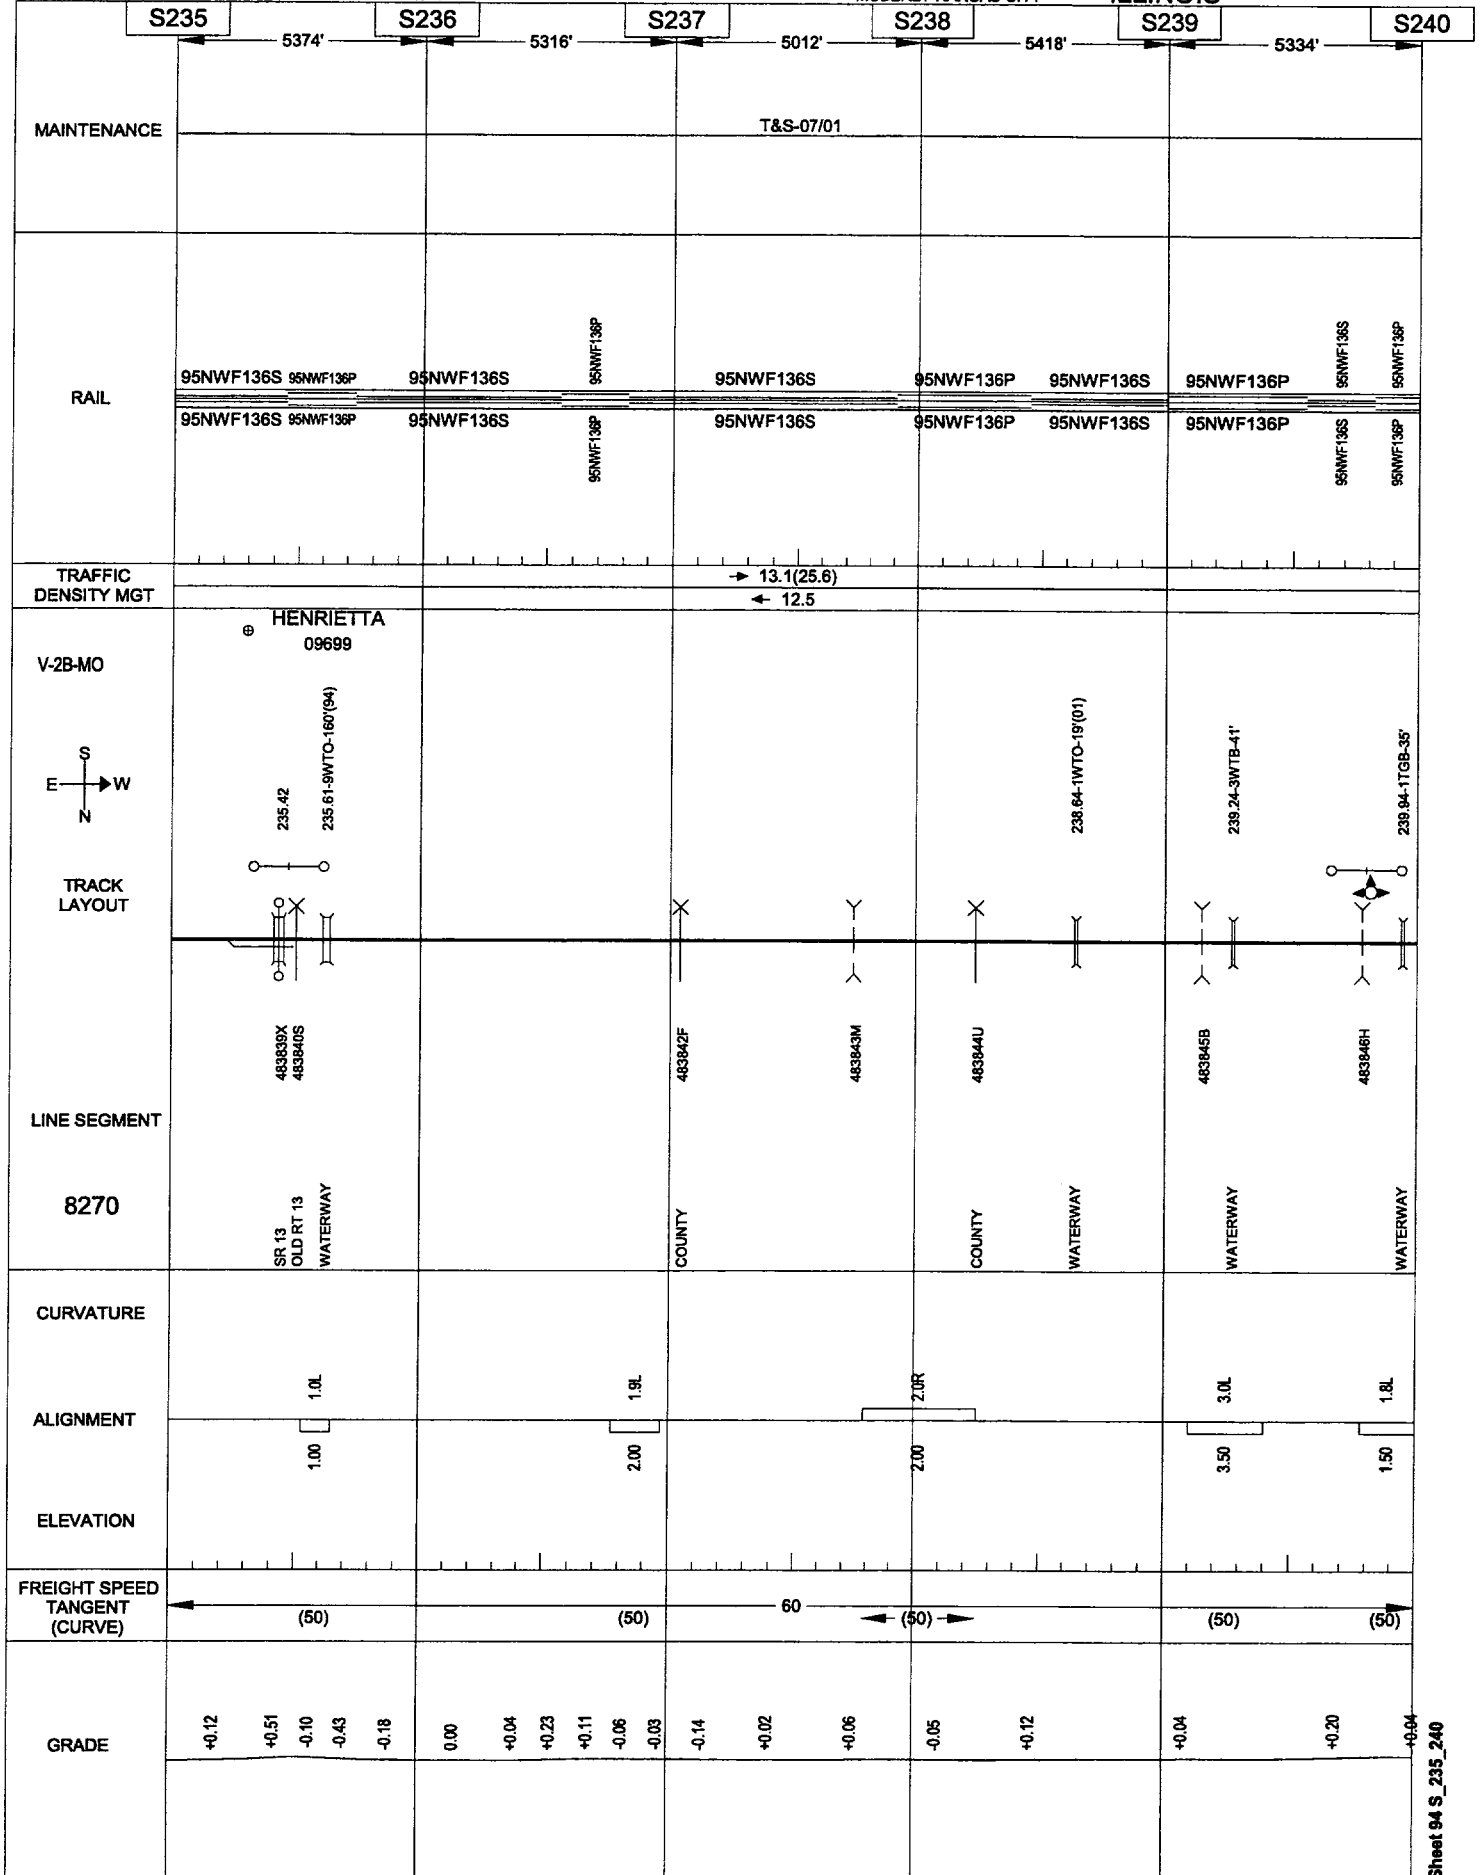 ILLINOIS
S235 S236 S237 S238 S239 S240
5374' 5316' 5012' 5418' 5334'
MAINTENANCE
T&S-07/01
95NWF136P 95NWF136S 95NWF136P
95NWF136S 95NWF136P 95NWF136S 95NWF136S 95NWF136P 95NWF136S 95NWF136P
RAIL
95NWF136S 95NWF136P 95NWF136S 95NWF136S 95NWF136P 95NWF136S 95NWF136P
95NWF136P 95NWF136S 95NWF136P
TRAFFIC
DENSITY MGT
13.1(25.6)
12.5
HENRIETTA
09699
V-2B-MO
S
E W
N
235.42
235.61-9WTO-160'(94)
238.64-1WTO-19'(01)
239.24-3WTB-41'
239.94-1TGB-35'
TRACK
LAYOUT
483839X
483840S
483842F
483843M
483844U
483845B
483846H
LINE SEGMENT
8270
SR 13
OLD RT 13
WATERWAY
COUNTY
COUNTY
WATERWAY
WATERWAY
WATERWAY
CURVATURE
1.0L 1.9L 2.0R 3.0L 1.8L
ALIGNMENT
1.00 2.00 2.00 3.50 1.50
ELEVATION
FREIGHT SPEED
TANGENT
(CURVE)
60
(50) (50) (50) (50) (50)
GRADE
+0.12 +0.51 -0.10 -0.43 -0.18 0.00 +0.04 +0.23 +0.11 -0.06 -0.03 -0.14 +0.02 +0.06 -0.05 +0.12 +0.04 +0.20 +0.04
Sheet 94 S_235_240